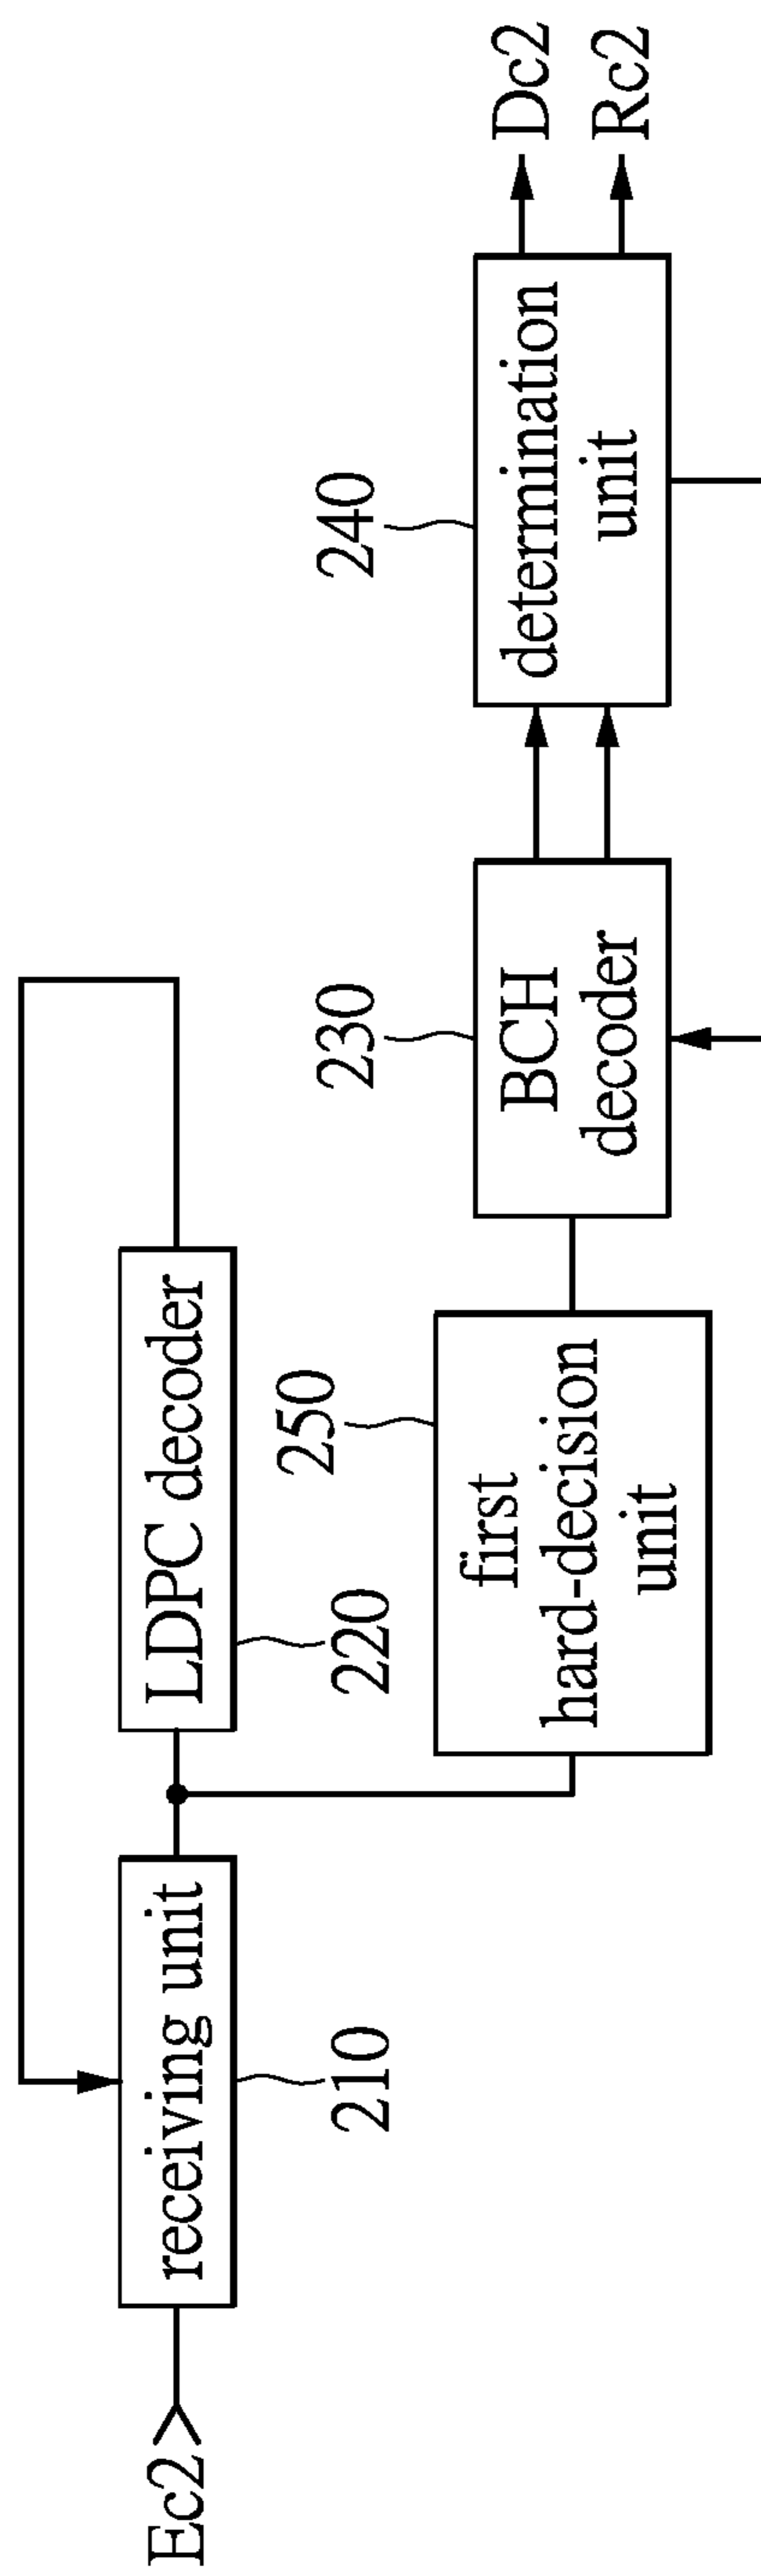 Ec2
receiving unit
210
LDPC decoder
220
first
hard-decision
unit
250
BCH
decoder
230
determination
unit
240
Dc2
Rc2